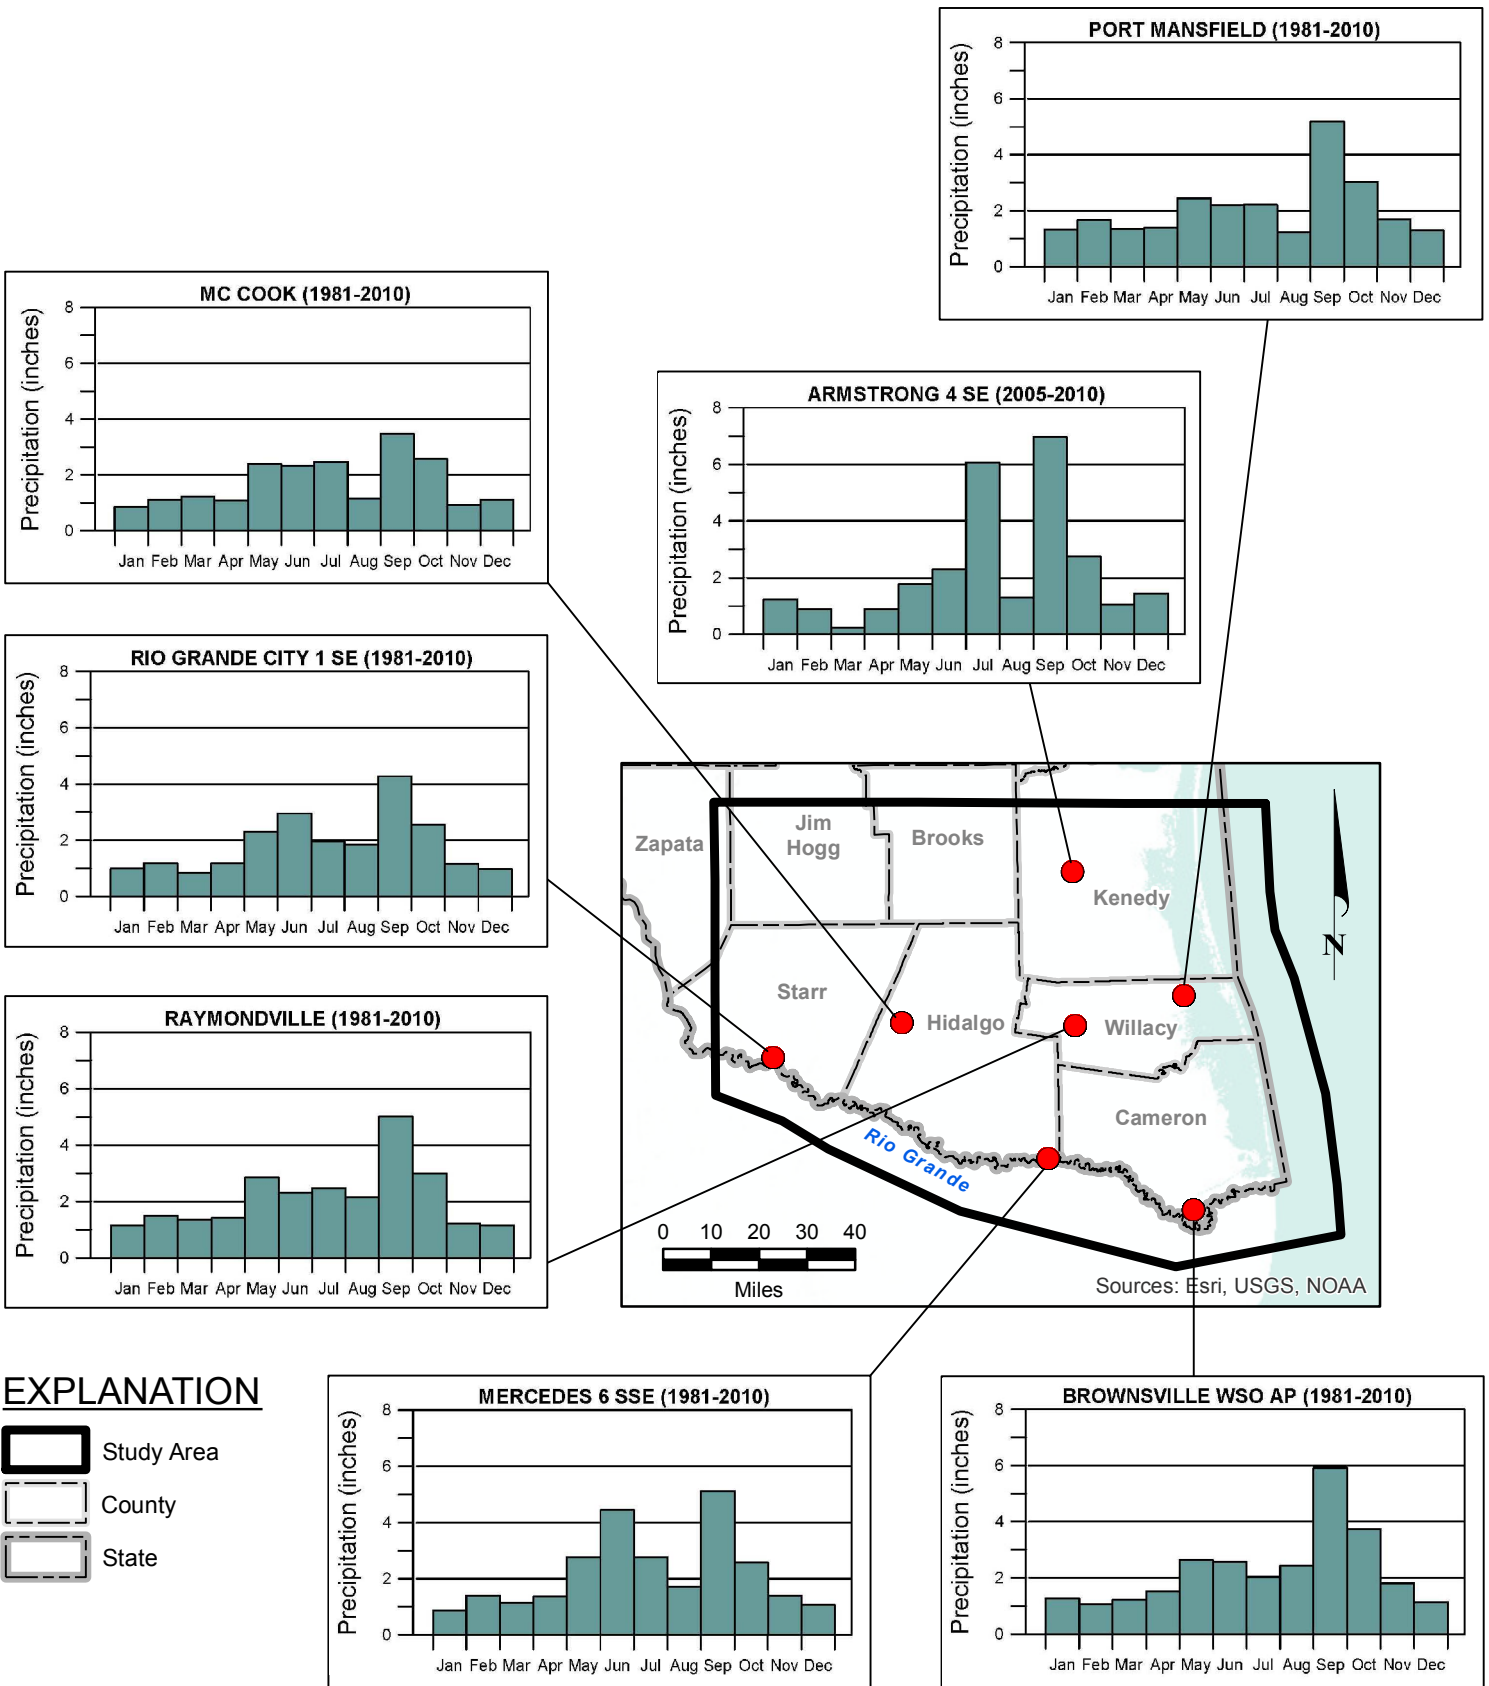 PORT MANSFIELD (1981-2010)
Precipitation (inches)
8
6
4
2
0
Jan Feb Mar Apr May Jun Jul Aug Sep Oct Nov Dec
MC COOK (1981-2010)
Precipitation (inches)
8
6
4
2
0
Jan Feb Mar Apr May Jun Jul Aug Sep Oct Nov Dec
ARMSTRONG 4 SE (2005-2010)
Precipitation (inches)
8
6
4
2
0
Jan Feb Mar Apr May Jun Jul Aug Sep Oct Nov Dec
RIO GRANDE CITY 1 SE (1981-2010)
Precipitation (inches)
8
6
4
2
0
Jan Feb Mar Apr May Jun Jul Aug Sep Oct Nov Dec
Zapata
Jim
Hogg
Brooks
Kenedy
N
Starr
Hidalgo
Willacy
Cameron
Rio Grande
0 10 20 30 40
Miles
Sources: Esri, USGS, NOAA
RAYMONDVILLE (1981-2010)
Precipitation (inches)
8
6
4
2
0
Jan Feb Mar Apr May Jun Jul Aug Sep Oct Nov Dec
EXPLANATION
Study Area
County
State
MERCEDES 6 SSE (1981-2010)
Precipitation (inches)
8
6
4
2
0
Jan Feb Mar Apr May Jun Jul Aug Sep Oct Nov Dec
BROWNSVILLE WSO AP (1981-2010)
Precipitation (inches)
8
6
4
2
0
Jan Feb Mar Apr May Jun Jul Aug Sep Oct Nov Dec